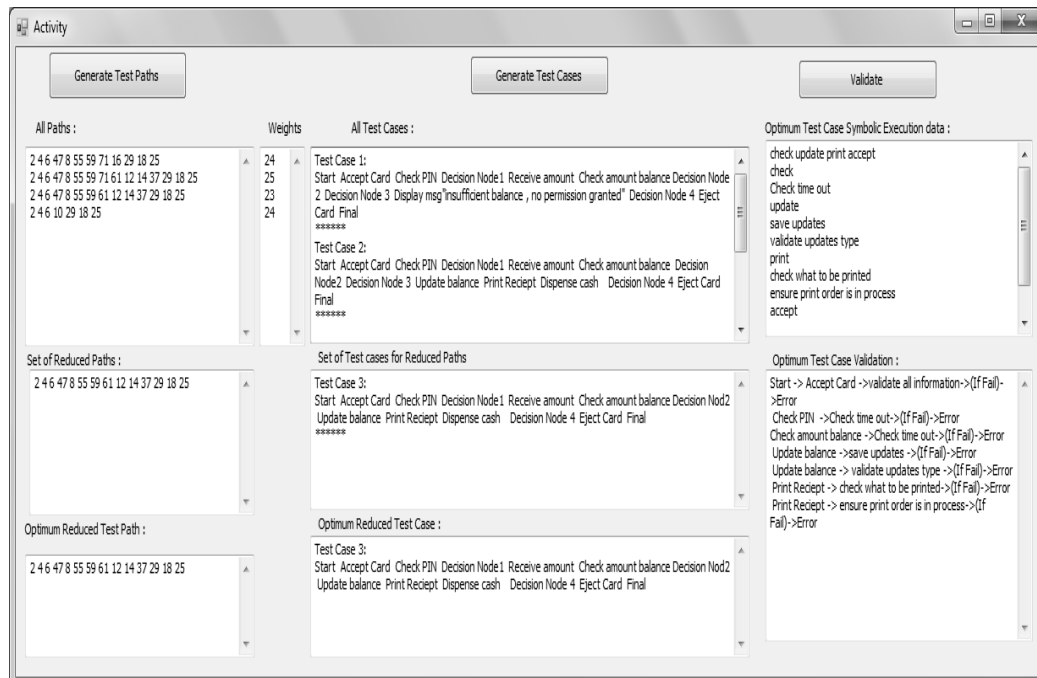 Activity
Generate Test Paths
Generate Test Cases
Validate
All Paths :
Weights
All Test Cases :
Optimum Test Case Symbolic Execution data :
2 4 6 47 8 55 59 71 16 29 18 25
2 4 6 47 8 55 59 71 61 12 14 37 29 18 25
2 4 6 47 8 55 59 61 12 14 37 29 18 25
2 4 6 10 29 18 25
24
25
23
24
Test Case 1:
Start Accept Card Check PIN Decision Node1 Receive amount Check amount balance Decision Node
2 Decision Node 3 Display msg"insufficient balance , no permission granted" Decision Node 4 Eject
Card Final
******
Test Case 2:
Start Accept Card Check PIN Decision Node1 Receive amount Check amount balance Decision
Node2 Decision Node 3 Update balance Print Reciept Dispense cash Decision Node 4 Eject Card
Final
******
check update print accept
check
Check time out
update
save updates
validate updates type
print
check what to be printed
ensure print order is in process
accept
Set of Reduced Paths :
Set of Test cases for Reduced Paths
Optimum Test Case Validation :
2 4 6 47 8 55 59 61 12 14 37 29 18 25
Test Case 3:
Start Accept Card Check PIN Decision Node1 Receive amount Check amount balance Decision Nod2
Update balance Print Reciept Dispense cash Decision Node 4 Eject Card Final
******
Start -> Accept Card ->validate all information->(If Fail)-
>Error
Check PIN ->Check time out->(If Fail)->Error
Check amount balance ->Check time out->(If Fail)->Error
Update balance ->save updates ->(If Fail)->Error
Update balance -> validate updates type ->(If Fail)->Error
Print Reciept -> check what to be printed->(If Fail)->Error
Print Reciept -> ensure print order is in process->(If
Fail)->Error
Optimum Reduced Test Path :
Optimum Reduced Test Case :
2 4 6 47 8 55 59 61 12 14 37 29 18 25
Test Case 3:
Start Accept Card Check PIN Decision Node1 Receive amount Check amount balance Decision Nod2
Update balance Print Reciept Dispense cash Decision Node 4 Eject Card Final